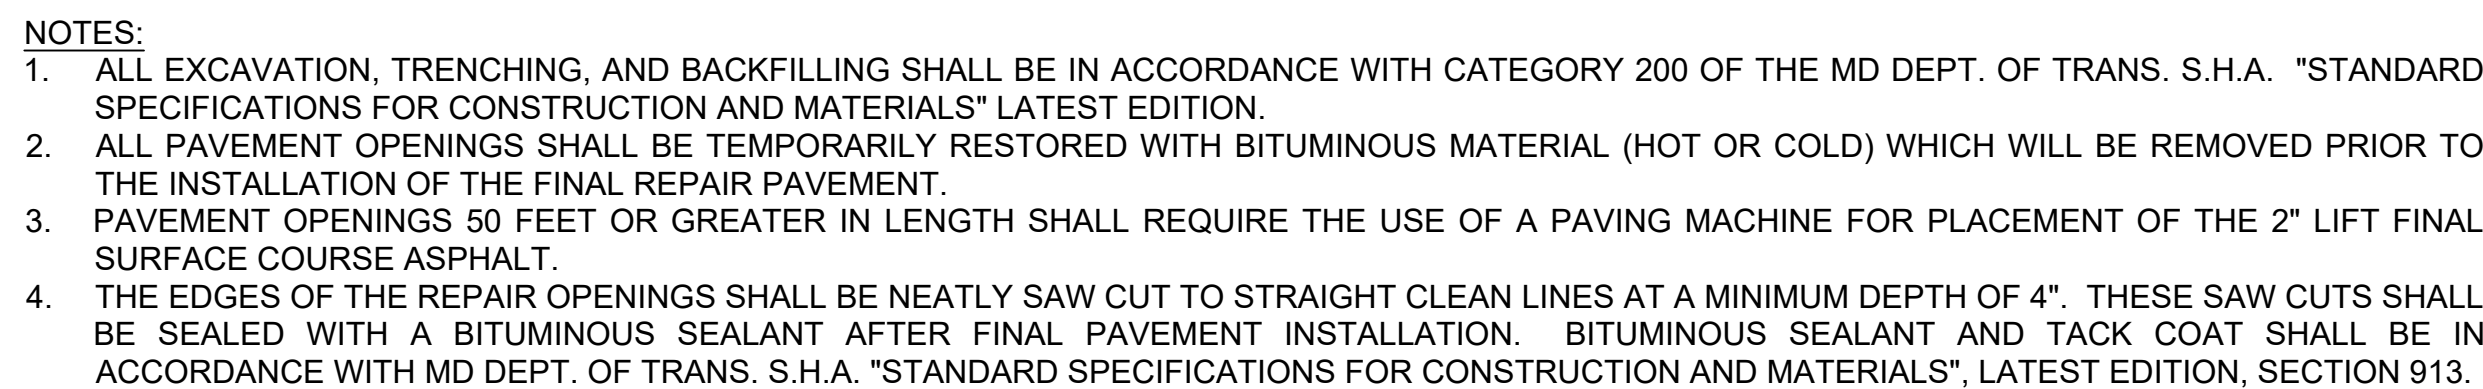 NOTES:
1. ALL EXCAVATION, TRENCHING, AND BACKFILLING SHALL BE IN ACCORDANCE WITH CATEGORY 200 OF THE MD DEPT. OF TRANS. S.H.A. "STANDARD
SPECIFICATIONS FOR CONSTRUCTION AND MATERIALS" LATEST EDITION.
2. ALL PAVEMENT OPENINGS SHALL BE TEMPORARILY RESTORED WITH BITUMINOUS MATERIAL (HOT OR COLD) WHICH WILL BE REMOVED PRIOR TO
THE INSTALLATION OF THE FINAL REPAIR PAVEMENT.
3. PAVEMENT OPENINGS 50 FEET OR GREATER IN LENGTH SHALL REQUIRE THE USE OF A PAVING MACHINE FOR PLACEMENT OF THE 2" LIFT FINAL
SURFACE COURSE ASPHALT.
4. THE EDGES OF THE REPAIR OPENINGS SHALL BE NEATLY SAW CUT TO STRAIGHT CLEAN LINES AT A MINIMUM DEPTH OF 4". THESE SAW CUTS SHALL
BE SEALED WITH A BITUMINOUS SEALANT AFTER FINAL PAVEMENT INSTALLATION. BITUMINOUS SEALANT AND TACK COAT SHALL BE IN
ACCORDANCE WITH MD DEPT. OF TRANS. S.H.A. "STANDARD SPECIFICATIONS FOR CONSTRUCTION AND MATERIALS", LATEST EDITION, SECTION 913.